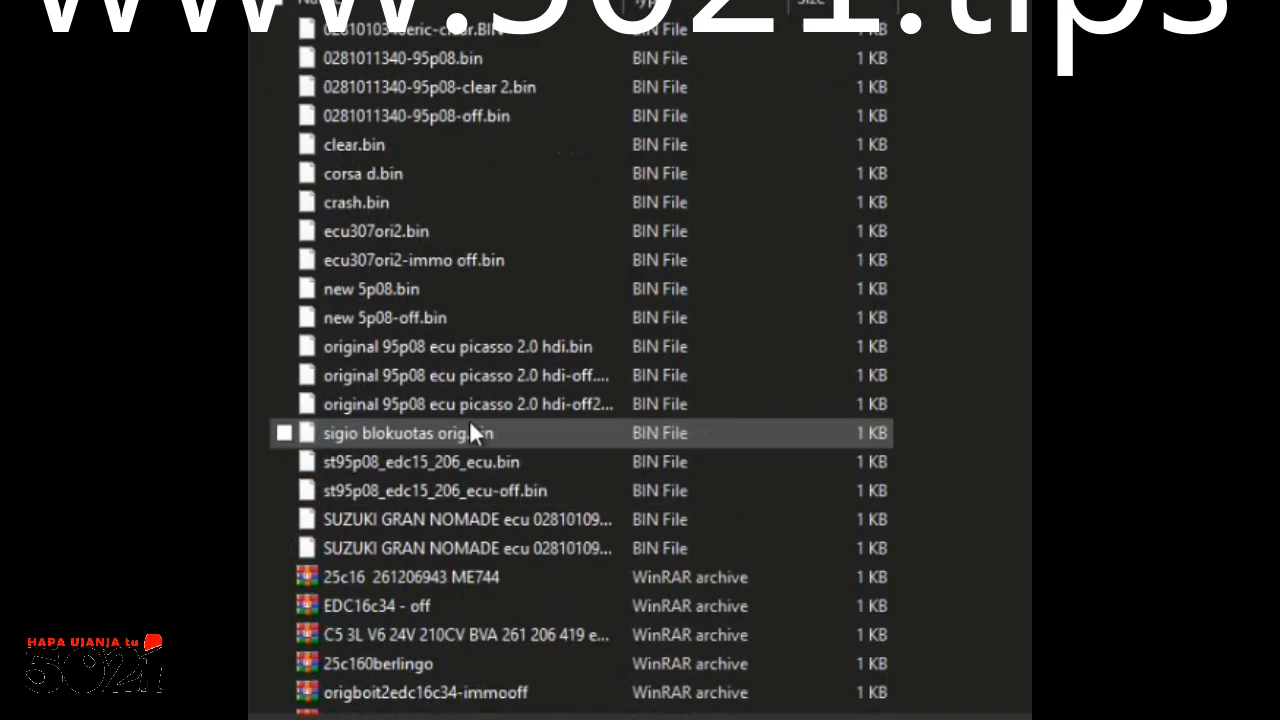 www.5021.tips
BIN File 1 KB
0281011340-95p08.bin BIN File 1 KB
0281011340-95p08-clear 2.bin BIN File 1 KB
0281011340-95p08-off.bin BIN File 1 KB
clear.bin BIN File 1 KB
corsa d.bin BIN File 1 KB
crash.bin BIN File 1 KB
ecu307ori2.bin BIN File 1 KB
ecu307ori2-immo off.bin BIN File 1 KB
new 5p08.bin BIN File 1 KB
new 5p08-off.bin BIN File 1 KB
original 95p08 ecu picasso 2.0 hdi.bin BIN File 1 KB
original 95p08 ecu picasso 2.0 hdi-off.... BIN File 1 KB
original 95p08 ecu picasso 2.0 hdi-off2... BIN File 1 KB
sigio blokuotas orig.bin BIN File 1 KB
st95p08_edc15_206_ecu.bin BIN File 1 KB
st95p08_edc15_206_ecu-off.bin BIN File 1 KB
SUZUKI GRAN NOMADE ecu 02810109... BIN File 1 KB
SUZUKI GRAN NOMADE ecu 02810109... BIN File 1 KB
25c16 261206943 ME744 WinRAR archive 1 KB
EDC16c34 - off WinRAR archive 1 KB
C5 3L V6 24V 210CV BVA 261 206 419 e... WinRAR archive 1 KB
25c160berlingo WinRAR archive 1 KB
origboit2edc16c34-immooff WinRAR archive 1 KB
HAPA UJANJA tu
5021